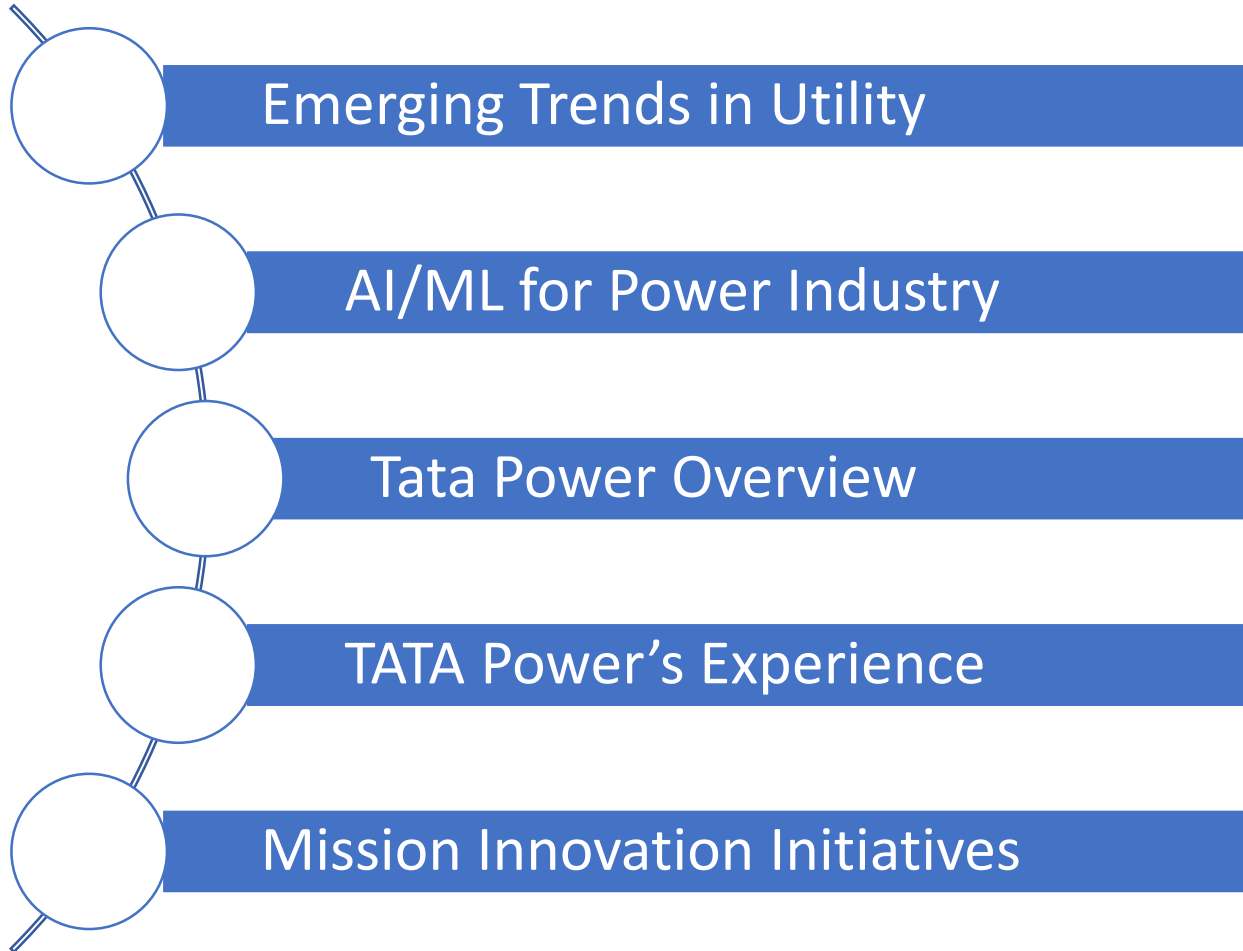 Emerging Trends in Utility
AI/ML for Power Industry
Tata Power Overview
TATA Power’s Experience
Mission Innovation Initiatives